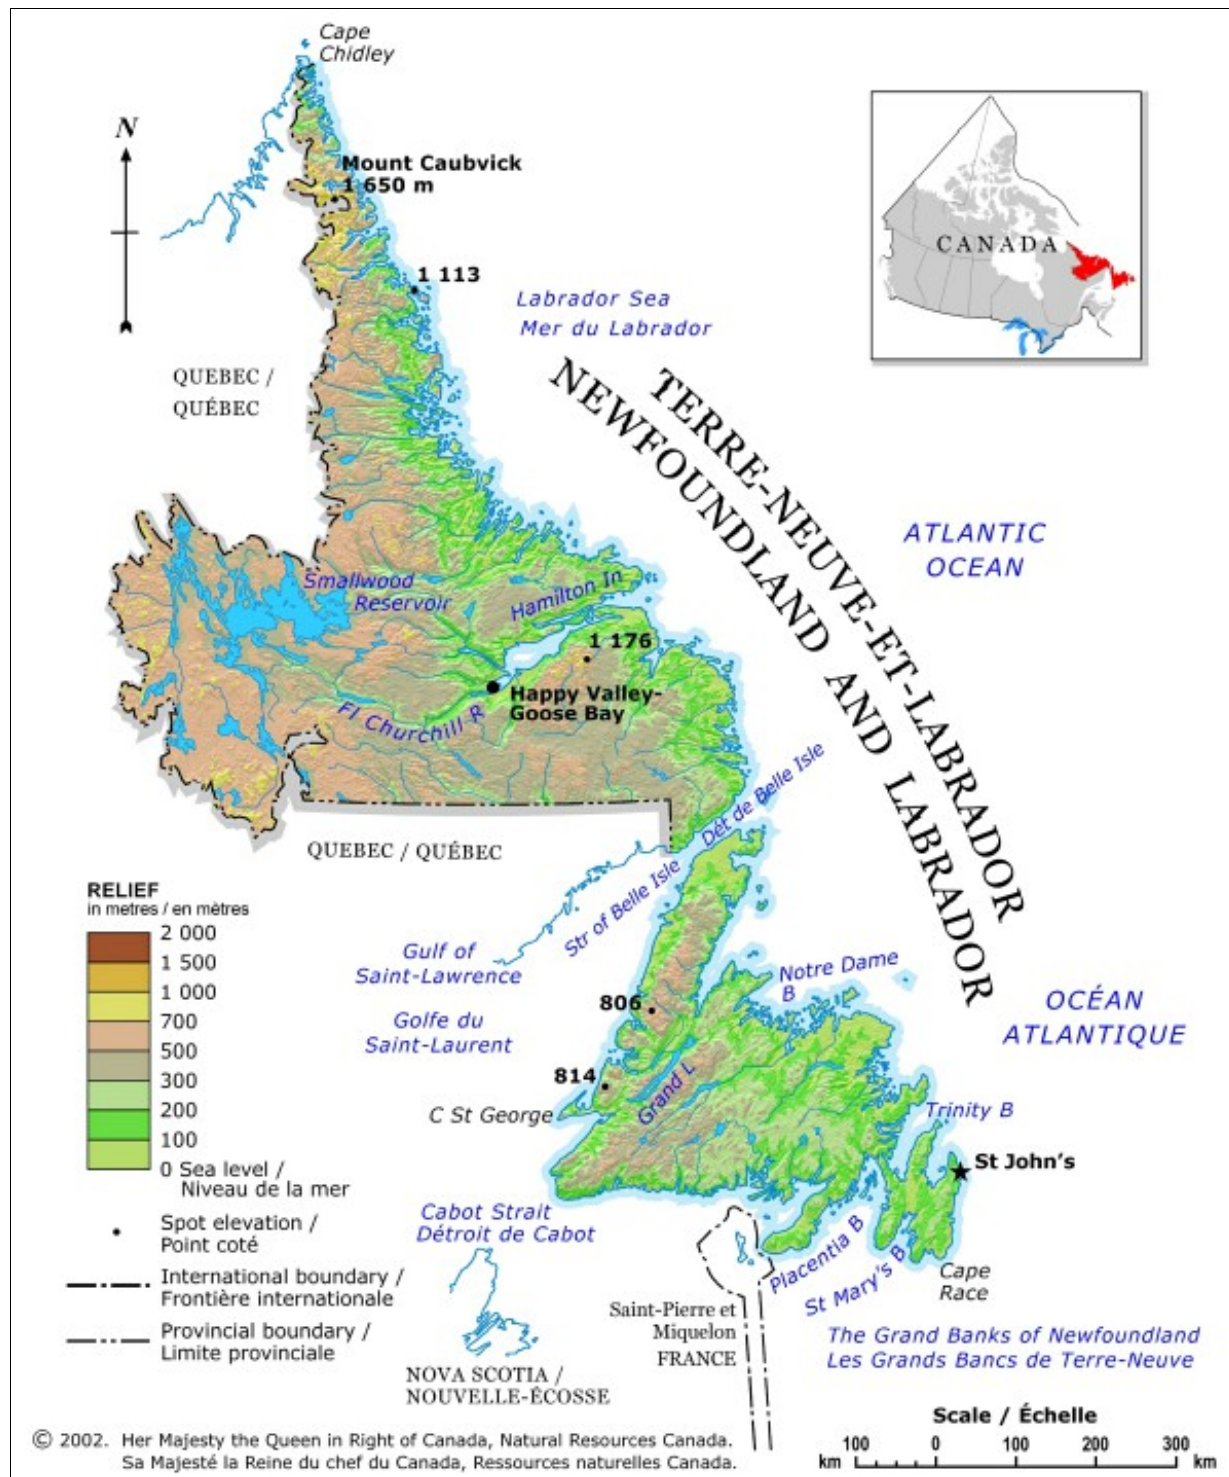 Cape
Chidley
N
Mount Caubvick
1 650 m
1 113
CANADA
Labrador Sea
Mer du Labrador
QUEBEC /
QUÉBEC
TERRE-NEUVE-ET-LABRADOR
NEWFOUNDLAND AND LABRADOR
ATLANTIC
OCEAN
Smallwood
Reservoir
Hamilton In
1 176
Happy Valley-
Goose Bay
Fl Churchill R
Dét de Belle Isle
Str of Belle Isle
QUEBEC / QUÉBEC
RELIEF
in metres / en mètres
2 000
1 500
1 000
700
500
300
200
100
0 Sea level /
Niveau de la mer
Spot elevation /
Point coté
International boundary /
Frontière internationale
Provincial boundary /
Limite provinciale
Gulf of
Saint-Lawrence
Golfe du
Saint-Laurent
Notre Dame
B
806
814
Grand L
C St George
OCÉAN
ATLANTIQUE
Trinity B
St John's
Cabot Strait
Détroit de Cabot
Placentia B
St Mary's B
Cape
Race
Saint-Pierre et
Miquelon
FRANCE
NOVA SCOTIA /
NOUVELLE-ÉCOSSE
The Grand Banks of Newfoundland
Les Grands Bancs de Terre-Neuve
Scale / Échelle
100 0 100 200 300
km km
© 2002. Her Majesty the Queen in Right of Canada, Natural Resources Canada.
Sa Majesté la Reine du chef du Canada, Ressources naturelles Canada.